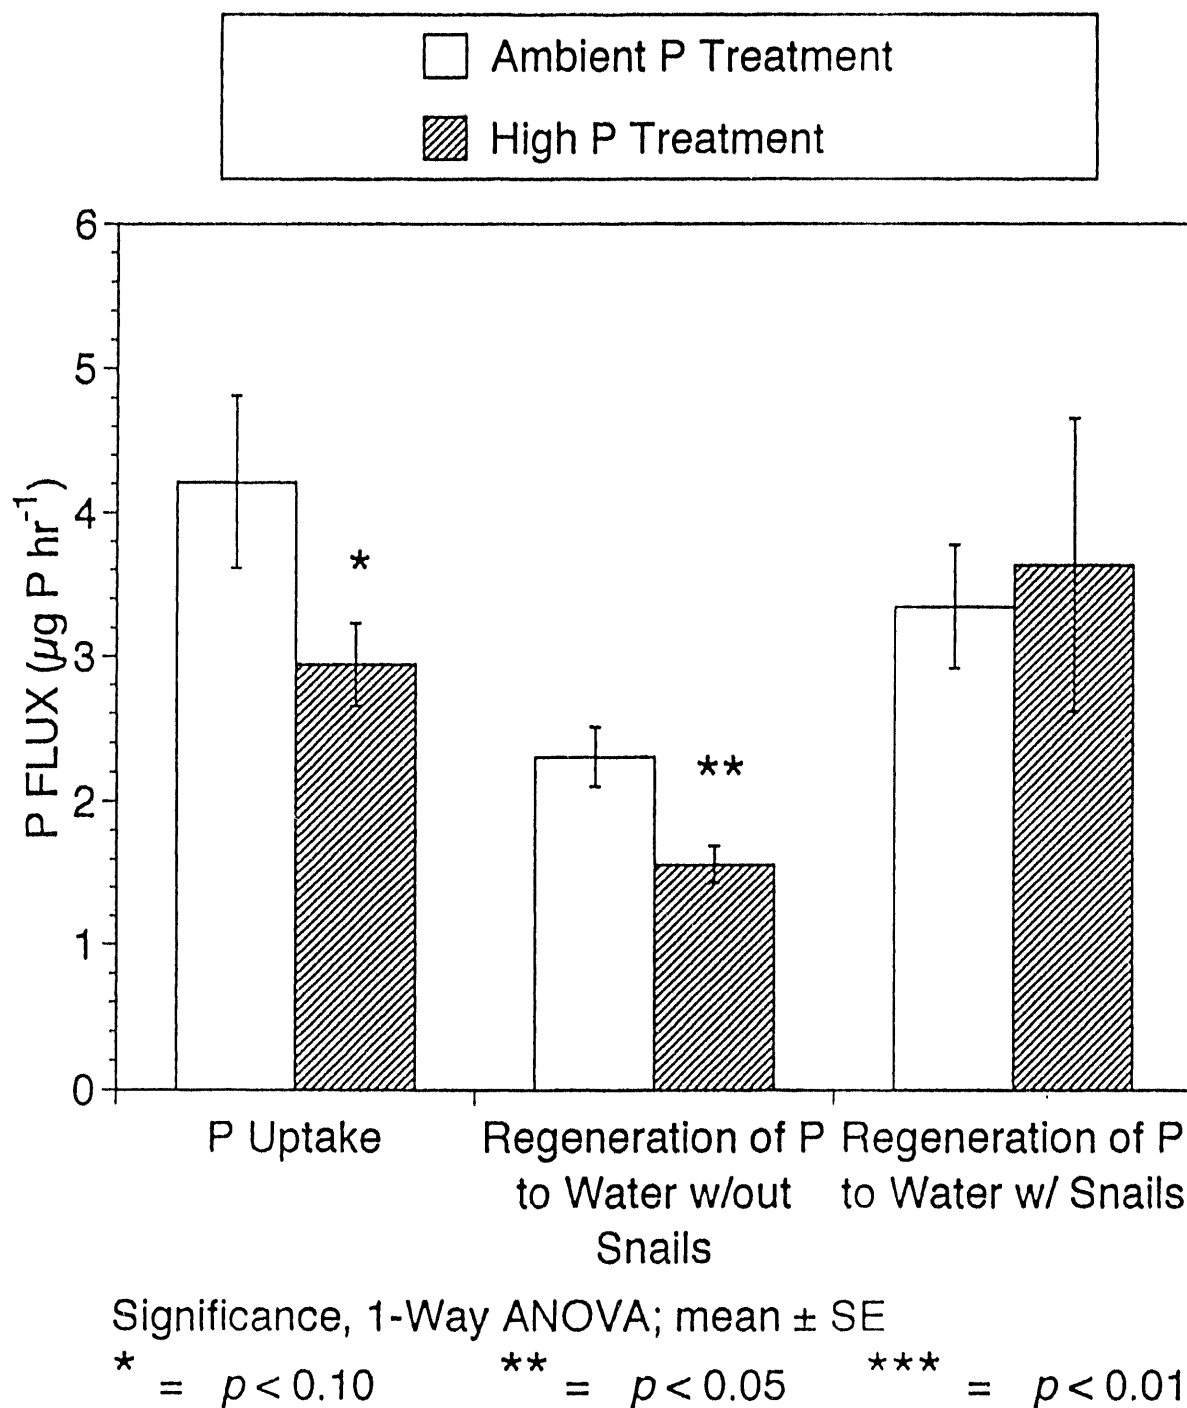 Ambient P Treatment
High P Treatment
6
5
4
3
2
1
0
P FLUX (µg P hr⁻¹)
*
**
P Uptake
Regeneration of P
to Water w/out
Snails
Regeneration of P
to Water w/ Snails
Significance, 1-Way ANOVA; mean ± SE
* = p < 0.10 ** = p < 0.05 *** = p < 0.01